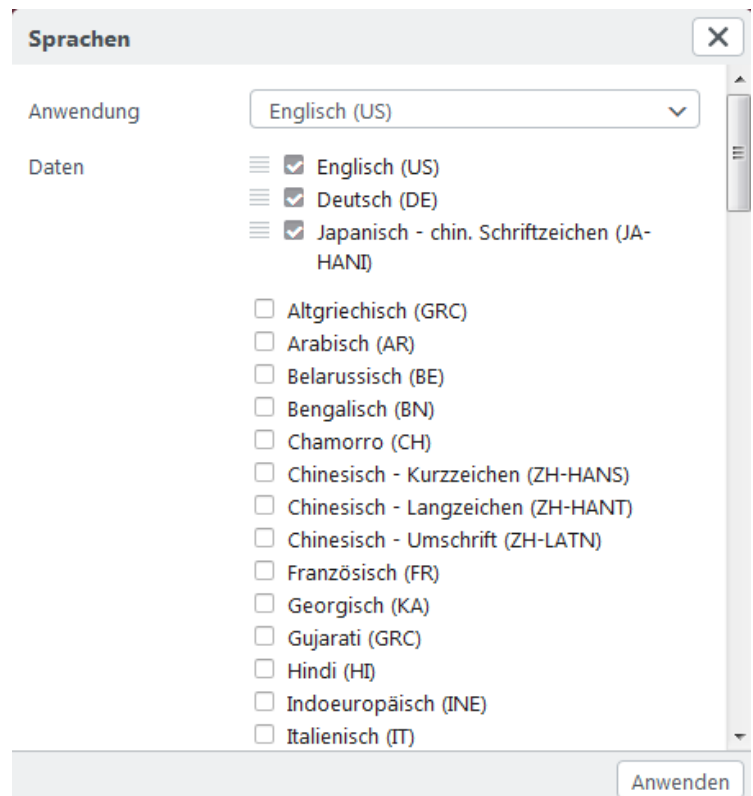 Sprachen
Anwendung
Englisch (US)
Daten
Englisch (US)
Deutsch (DE)
Japanisch - chin. Schriftzeichen (JA-
HANI)
Altgriechisch (GRC)
Arabisch (AR)
Belarussisch (BE)
Bengalisch (BN)
Chamorro (CH)
Chinesisch - Kurzzeichen (ZH-HANS)
Chinesisch - Langzeichen (ZH-HANT)
Chinesisch - Umschrift (ZH-LATN)
Französisch (FR)
Georgisch (KA)
Gujarati (GRC)
Hindi (HI)
Indoeuropäisch (INE)
Italienisch (IT)
Anwenden